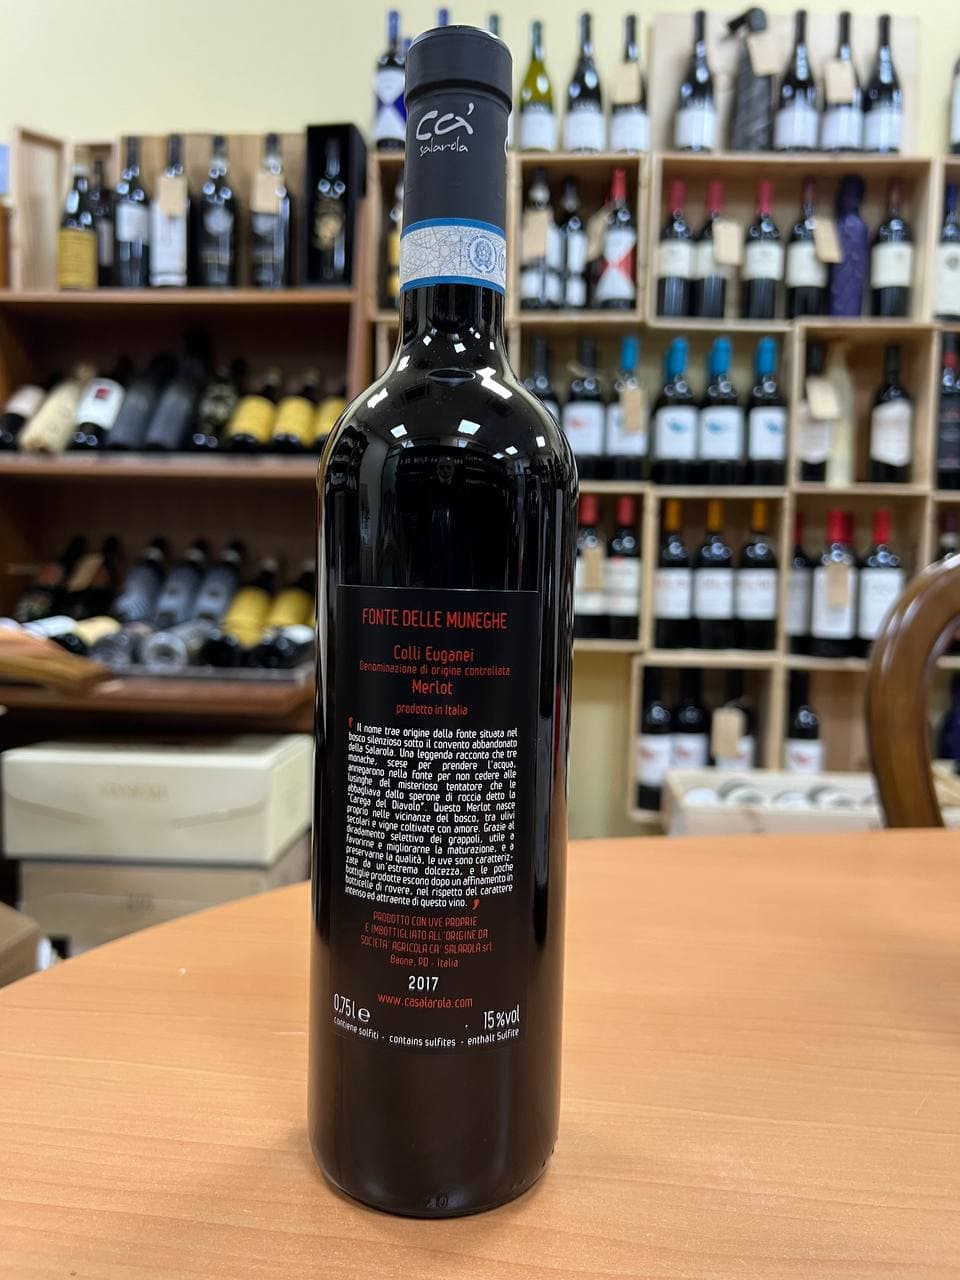 cà
salarola
FONTE DELLE MUNEGHE
Colli Euganei
Denominazione di origine controllata
Merlot
prodotto in Italia
Il nome trae origine dalla Fonte situata nel
bosco silenzioso sotto il convento abbandonato
della Salarola. Una leggenda racconta che tre
monache, scese per prendere l'acqua,
annegarono nella Fonte per non cedere alle
lusinghe del misterioso tentatore che le
abbagliava dallo sperone di roccia detto la
"Carega del Diavolo". Questo Merlot nasce
proprio nelle vicinanze del bosco, tra ulivi
secolari e vigne coltivate con amore. Grazie al
diradamento selettivo dei grappoli, utile a
favorirne e migliorarne la maturazione, e a
preservarne la qualità, le uve sono caratteriz-
zate da un'estrema dolcezza, e le poche
bottiglie prodotte escono dopo un affinamento in
botticelle di rovere, nel rispetto del carattere
intenso ed attraente di questo vino.
PRODOTTO CON UVE PROPRIE
E IMBOTTIGLIATO ALL'ORIGINE DA
SOCIETA' AGRICOLA CA' SALAROLA srl
Baone, PD - Italia
2017
www.casalarola.com
0,75l e 15%vol
contiene solfiti - contains sulfites - enthält Sulfite